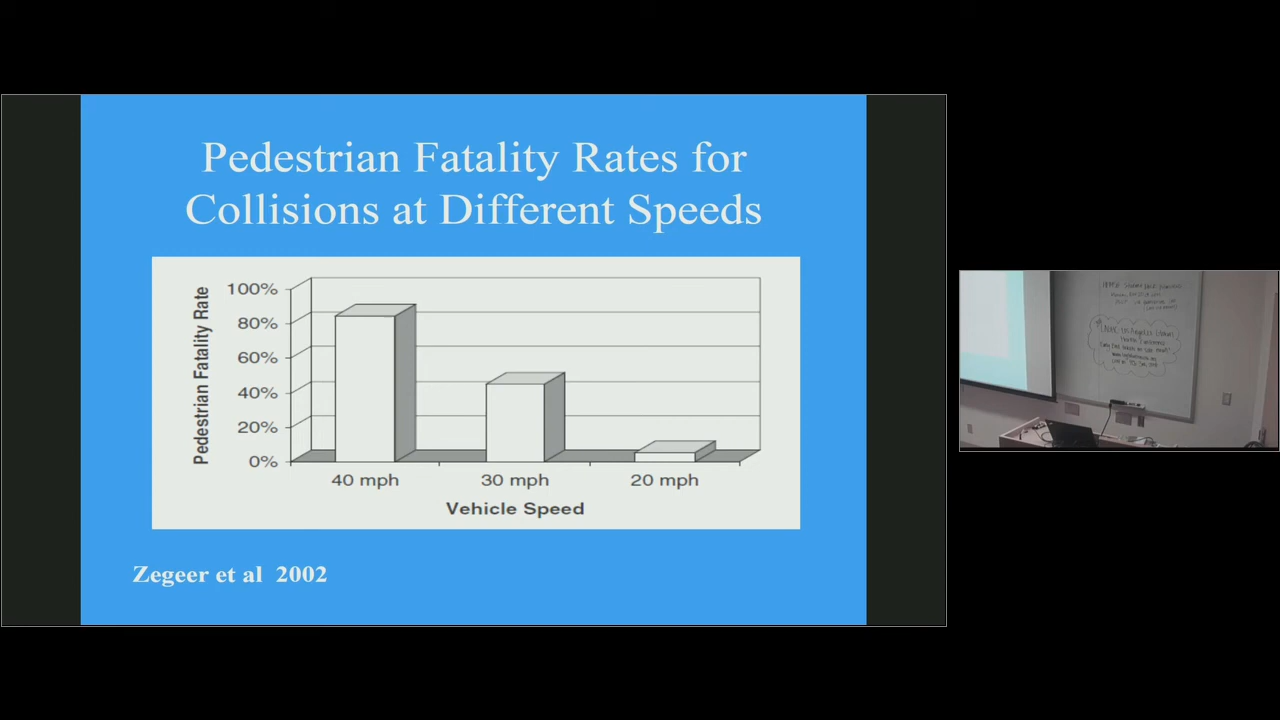 Pedestrian Fatality Rates for
Collisions at Different Speeds
Pedestrian Fatality Rate
100%
80%
60%
40%
20%
0%
40 mph
30 mph
20 mph
Vehicle Speed
Zegeer et al 2002